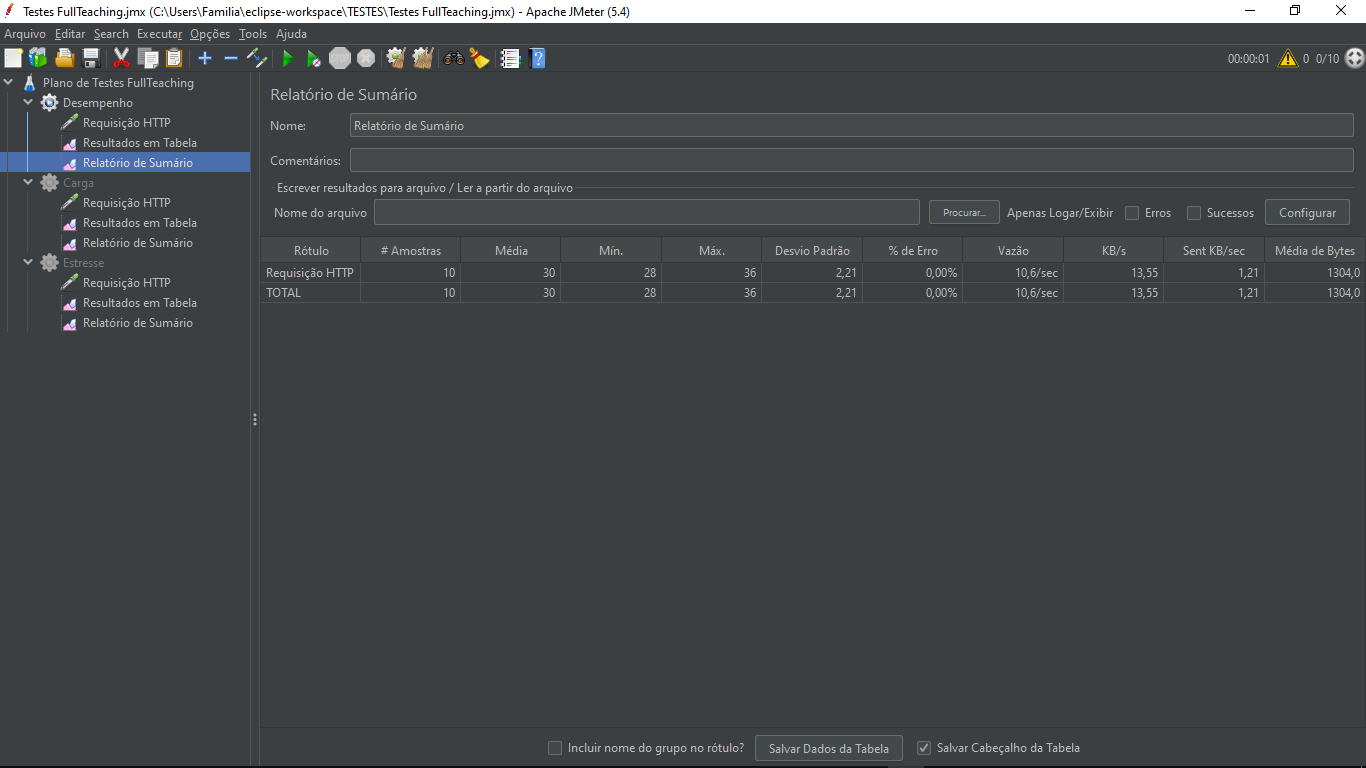 Testes FullTeaching.jmx (C:\Users\Familia\eclipse-workspace\TESTES\Testes FullTeaching.jmx) - Apache JMeter (5.4)
Arquivo Editar Search Executar Opções Tools Ajuda
00:00:01 0 0/10
Plano de Testes FullTeaching
Desempenho
Requisição HTTP
Resultados em Tabela
Relatório de Sumário
Carga
Requisição HTTP
Resultados em Tabela
Relatório de Sumário
Estresse
Requisição HTTP
Resultados em Tabela
Relatório de Sumário
Relatório de Sumário
Nome: Relatório de Sumário
Comentários:
Escrever resultados para arquivo / Ler a partir do arquivo
Nome do arquivo Procurar... Apenas Logar/Exibir Erros Sucessos Configurar
Rótulo # Amostras Média Mín. Máx. Desvio Padrão % de Erro Vazão KB/s Sent KB/sec Média de Bytes
Requisição HTTP 10 30 28 36 2,21 0,00% 10,6/sec 13,55 1,21 1304,0
TOTAL 10 30 28 36 2,21 0,00% 10,6/sec 13,55 1,21 1304,0
Incluir nome do grupo no rótulo? Salvar Dados da Tabela Salvar Cabeçalho da Tabela